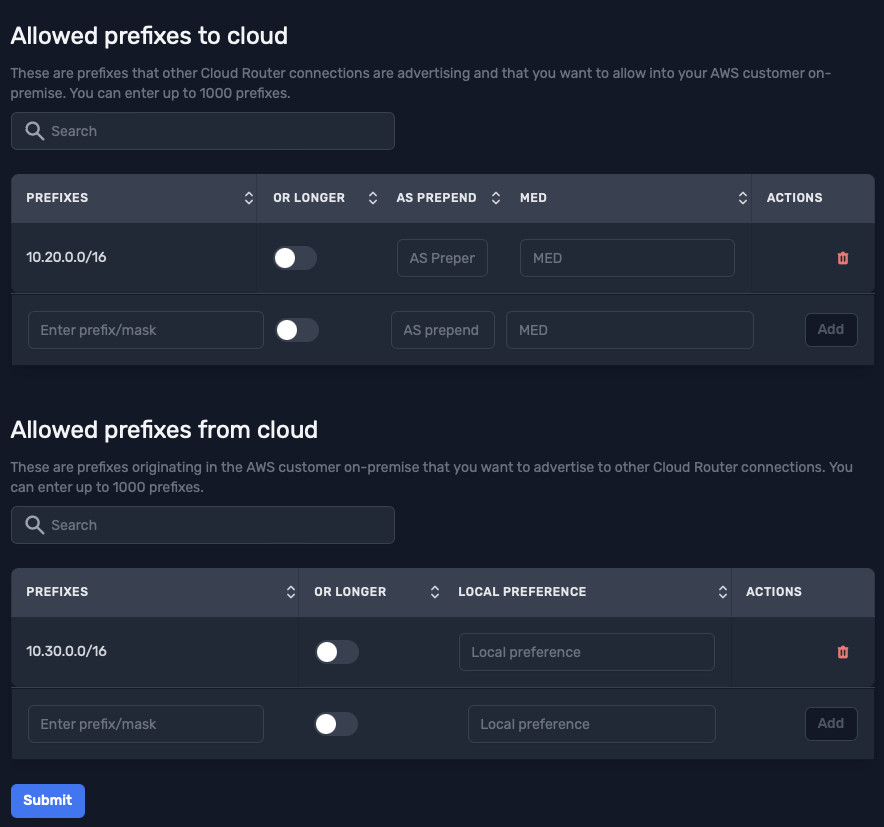 Allowed prefixes to cloud
These are prefixes that other Cloud Router connections are advertising and that you want to allow into your AWS customer on-
premise. You can enter up to 1000 prefixes.
Search
PREFIXES OR LONGER AS PREPEND MED ACTIONS
10.20.0.0/16 AS Preper MED
Enter prefix/mask AS prepend MED Add
Allowed prefixes from cloud
These are prefixes originating in the AWS customer on-premise that you want to advertise to other Cloud Router connections. You
can enter up to 1000 prefixes.
Search
PREFIXES OR LONGER LOCAL PREFERENCE ACTIONS
10.30.0.0/16 Local preference
Enter prefix/mask Local preference Add
Submit